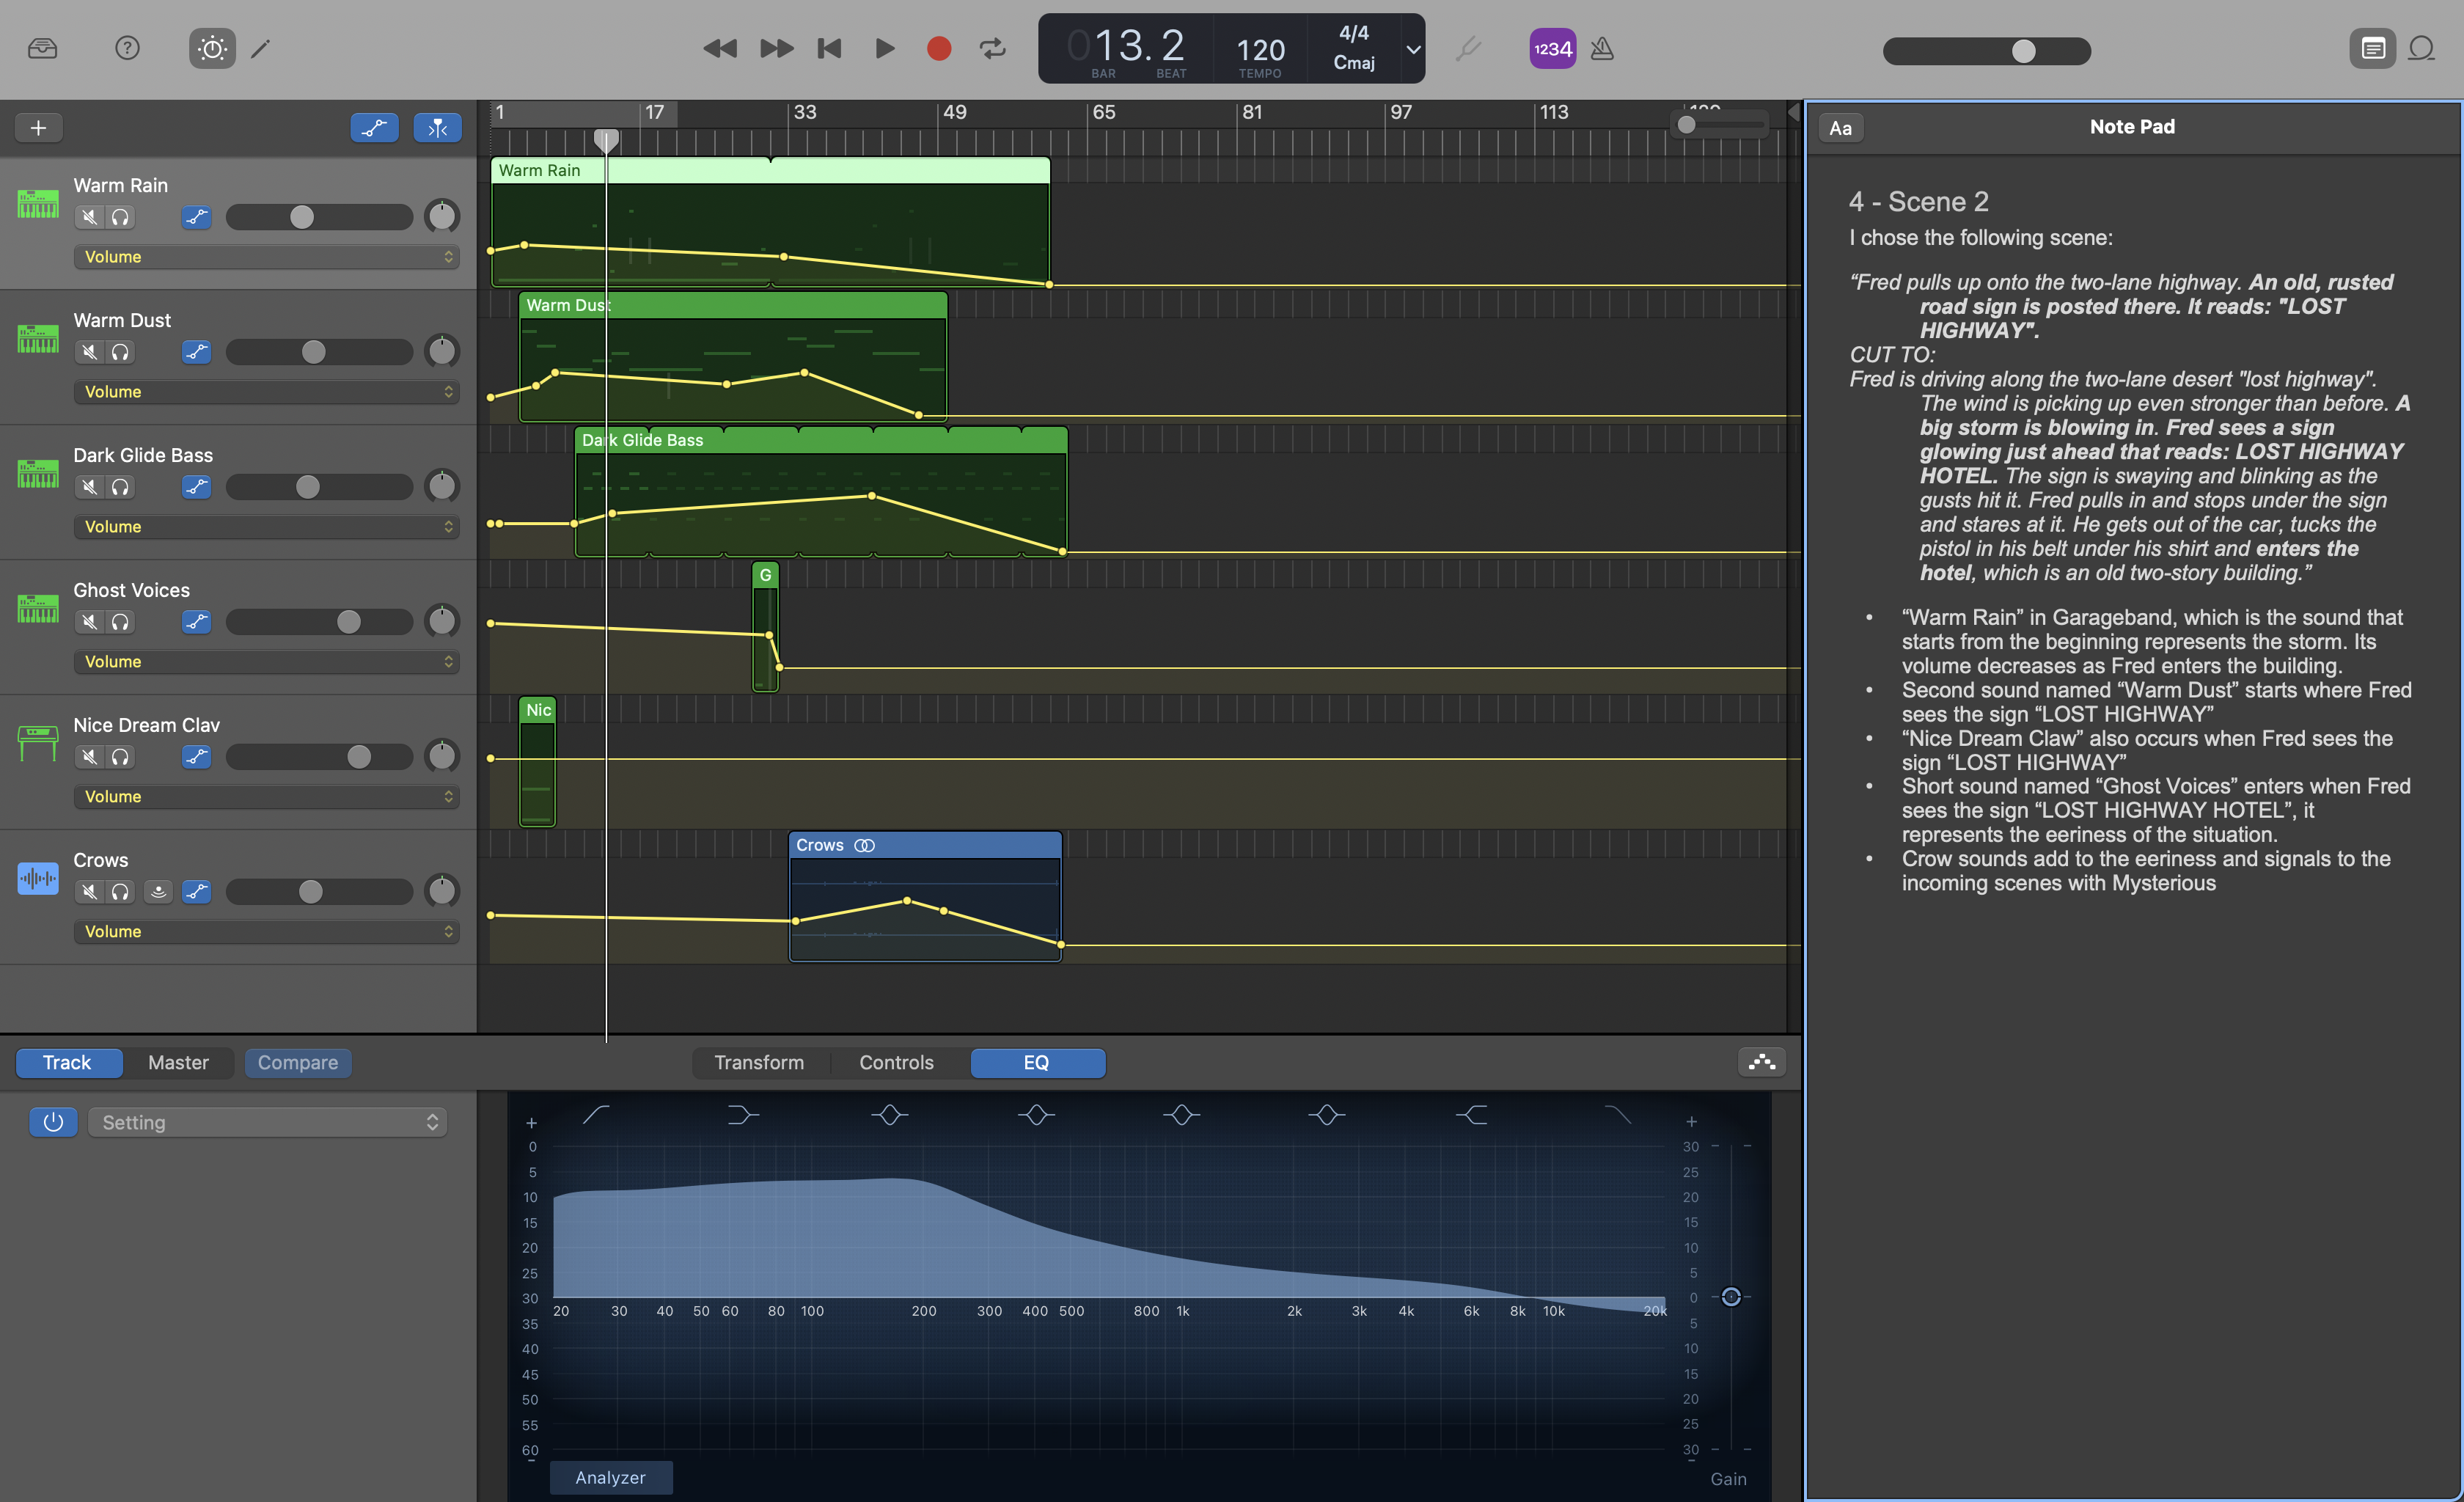 013.2
BAR
BEAT
120
TEMPO
4/4
Cmaj
1234
1
17
33
49
65
81
97
113
Aa
Note Pad
Warm Rain
Volume
Warm Dust
Volume
Dark Glide Bass
Volume
Ghost Voices
Volume
Nice Dream Clav
Volume
Crows
Volume
Warm Rain
Warm Dust
Dark Glide Bass
G
Nic
Crows
4 - Scene 2
I chose the following scene:
“Fred pulls up onto the two-lane highway. An old, rusted
road sign is posted there. It reads: "LOST
HIGHWAY".
CUT TO:
Fred is driving along the two-lane desert "lost highway".
The wind is picking up even stronger than before. A
big storm is blowing in. Fred sees a sign
glowing just ahead that reads: LOST HIGHWAY
HOTEL. The sign is swaying and blinking as the
gusts hit it. Fred pulls in and stops under the sign
and stares at it. He gets out of the car, tucks the
pistol in his belt under his shirt and enters the
hotel, which is an old two-story building.”
• “Warm Rain” in Garageband, which is the sound that
starts from the beginning represents the storm. Its
volume decreases as Fred enters the building.
• Second sound named “Warm Dust” starts where Fred
sees the sign “LOST HIGHWAY”
• “Nice Dream Claw” also occurs when Fred sees the
sign “LOST HIGHWAY”
• Short sound named “Ghost Voices” enters when Fred
sees the sign “LOST HIGHWAY HOTEL”, it
represents the eeriness of the situation.
• Crow sounds add to the eeriness and signals to the
incoming scenes with Mysterious
Track
Master
Compare
Transform
Controls
EQ
Setting
+
0
5
10
15
20
25
30
35
40
45
50
55
60
-
20 30 40 50 60 80 100 200 300 400 500 800 1k 2k 3k 4k 6k 8k 10k 20k
+
30
25
20
15
10
5
0
5
10
15
20
25
30
-
Analyzer
Gain